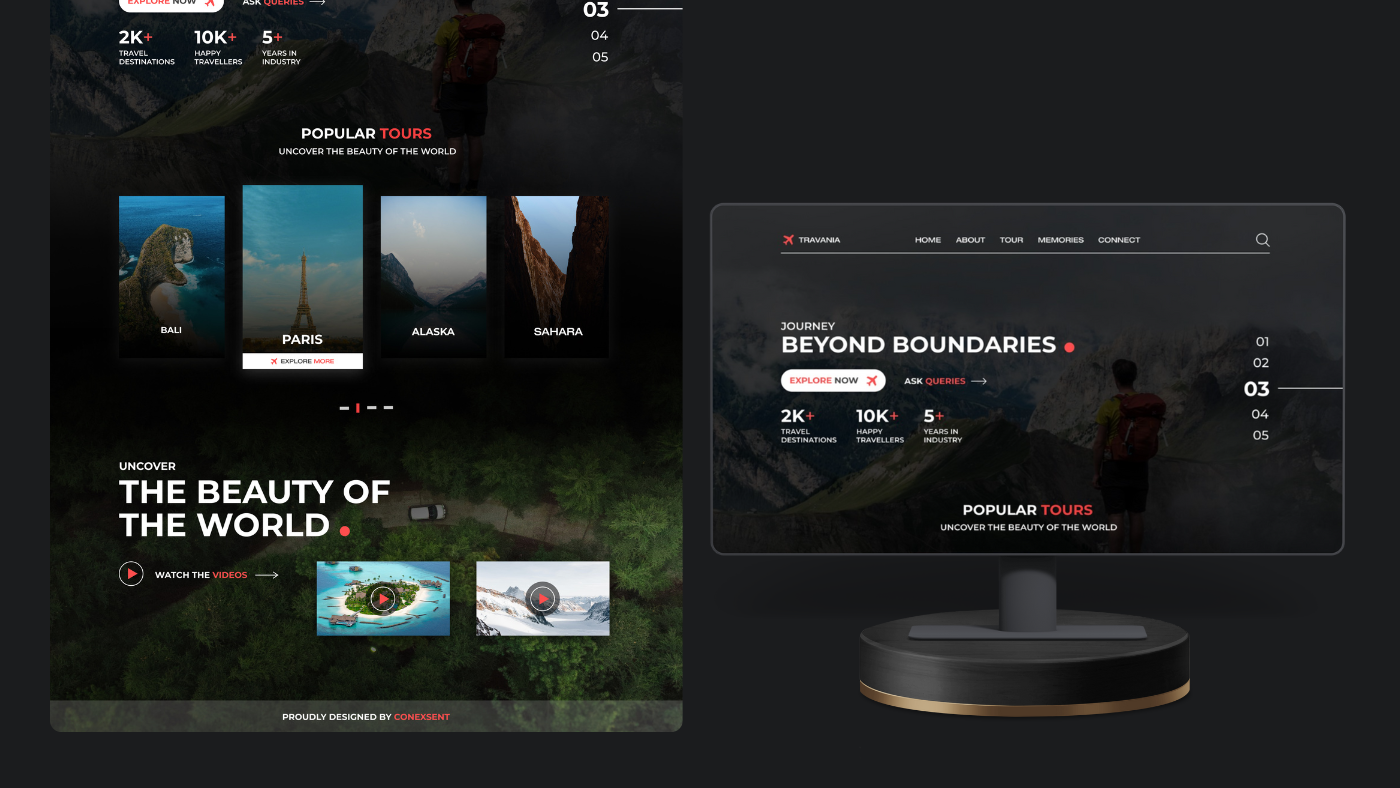 EXPLORE NOW
ASK QUERIES
03
04
05
2K+
TRAVEL
DESTINATIONS
10K+
HAPPY
TRAVELLERS
5+
YEARS IN
INDUSTRY
POPULAR TOURS
UNCOVER THE BEAUTY OF THE WORLD
BALI
PARIS
EXPLORE MORE
ALASKA
SAHARA
UNCOVER
THE BEAUTY OF
THE WORLD
WATCH THE VIDEOS
PROUDLY DESIGNED BY CONEXSENT
TRAVANIA
HOME ABOUT TOUR MEMORIES CONNECT
JOURNEY
BEYOND BOUNDARIES
EXPLORE NOW
ASK QUERIES
2K+
TRAVEL
DESTINATIONS
10K+
HAPPY
TRAVELLERS
5+
YEARS IN
INDUSTRY
01
02
03
04
05
POPULAR TOURS
UNCOVER THE BEAUTY OF THE WORLD